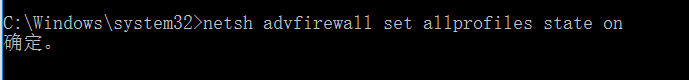 C:\Windows\system32>netsh advfirewall set allprofiles state on
确定。